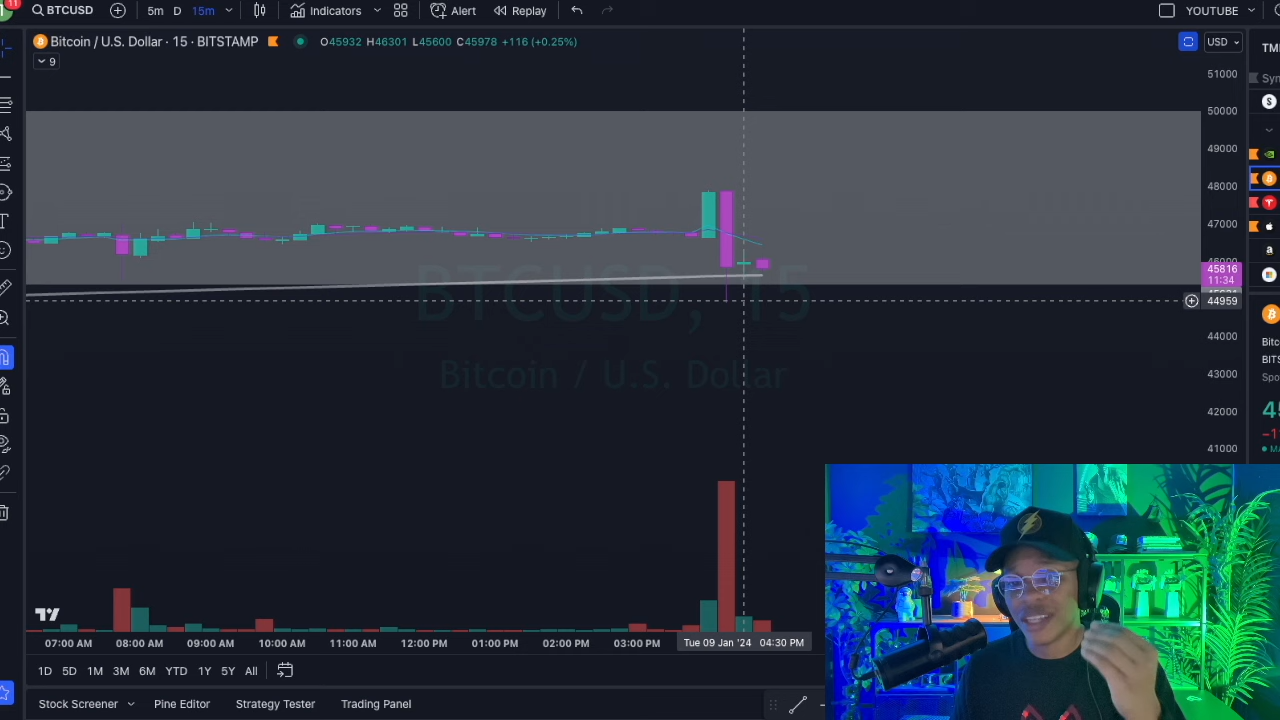 11
BTCUSD
5m D 15m
Indicators
Alert
Replay
YOUTUBE
Bitcoin / U.S. Dollar · 15 · BITSTAMP
O45932 H46301 L45600 C45978 +116 (+0.25%)
USD
9
51000
50000
49000
48000
47000
45816
11:34
44959
44000
43000
42000
41000
BTCUSD, 15
Bitcoin / U.S. Dollar
07:00 AM 08:00 AM 09:00 AM 10:00 AM 11:00 AM 12:00 PM 01:00 PM 02:00 PM 03:00 PM Tue 09 Jan '24 04:30 PM
1D 5D 1M 3M 6M YTD 1Y 5Y All
Stock Screener
Pine Editor
Strategy Tester
Trading Panel